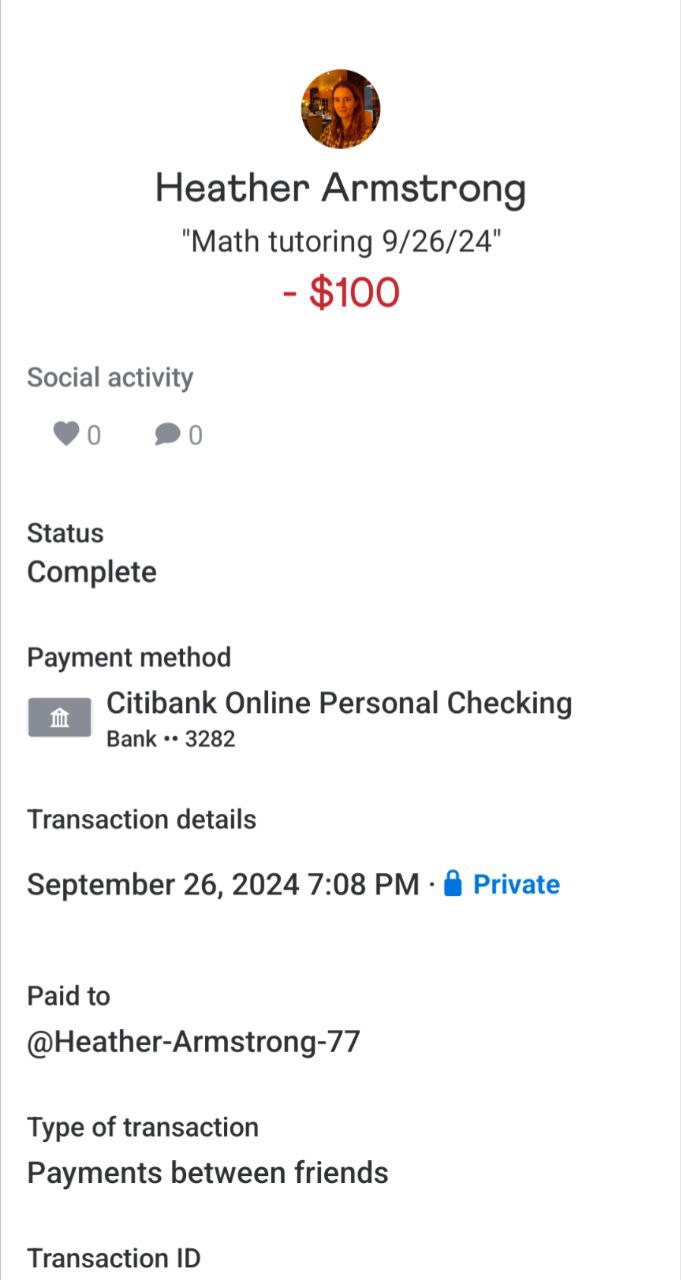 Heather Armstrong
"Math tutoring 9/26/24"
- $100
Social activity
0 0
Status
Complete
Payment method
Citibank Online Personal Checking
Bank •• 3282
Transaction details
September 26, 2024 7:08 PM · Private
Paid to
@Heather-Armstrong-77
Type of transaction
Payments between friends
Transaction ID